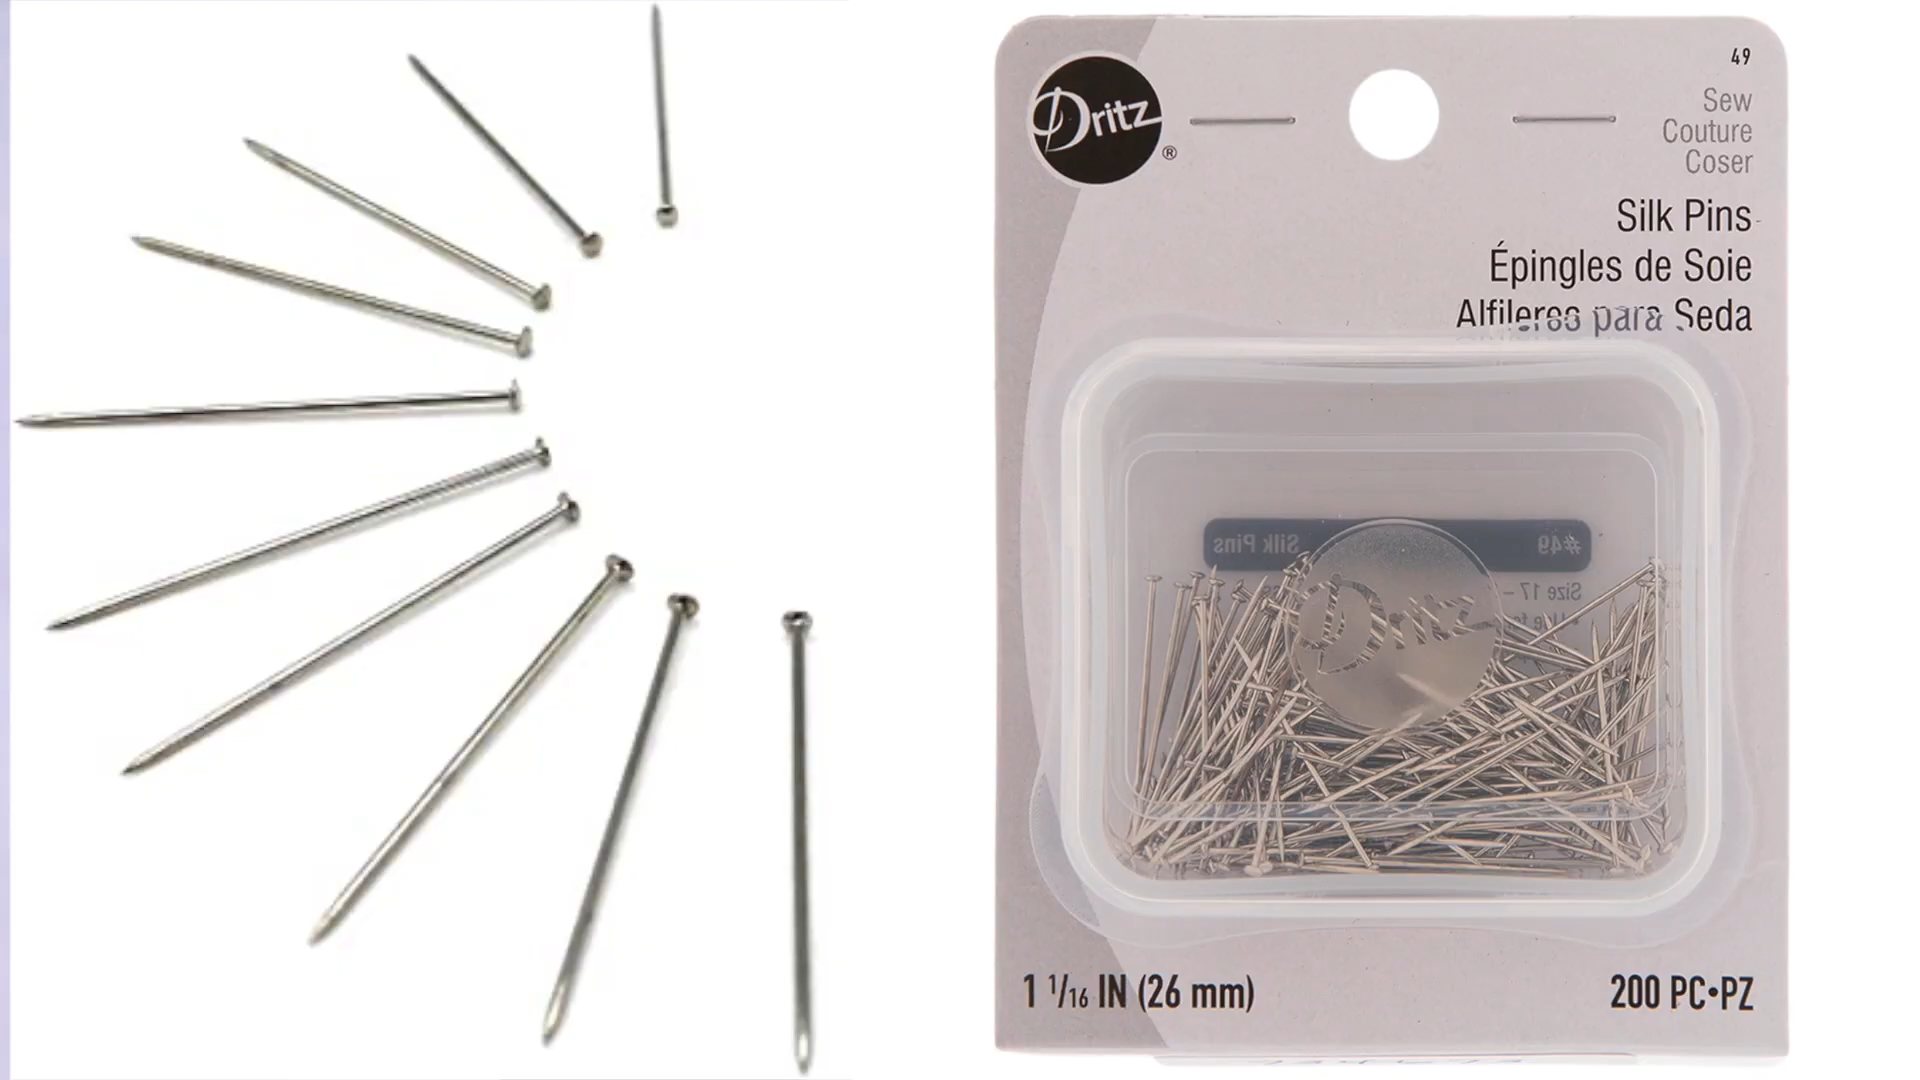 Dritz
®
49
Sew
Couture
Coser
Silk Pins
Épingles de Soie
Alfileres para Seda
Silk Pins #49
Size 17 –
Dritz
1 1/16 IN (26 mm)
200 PC•PZ